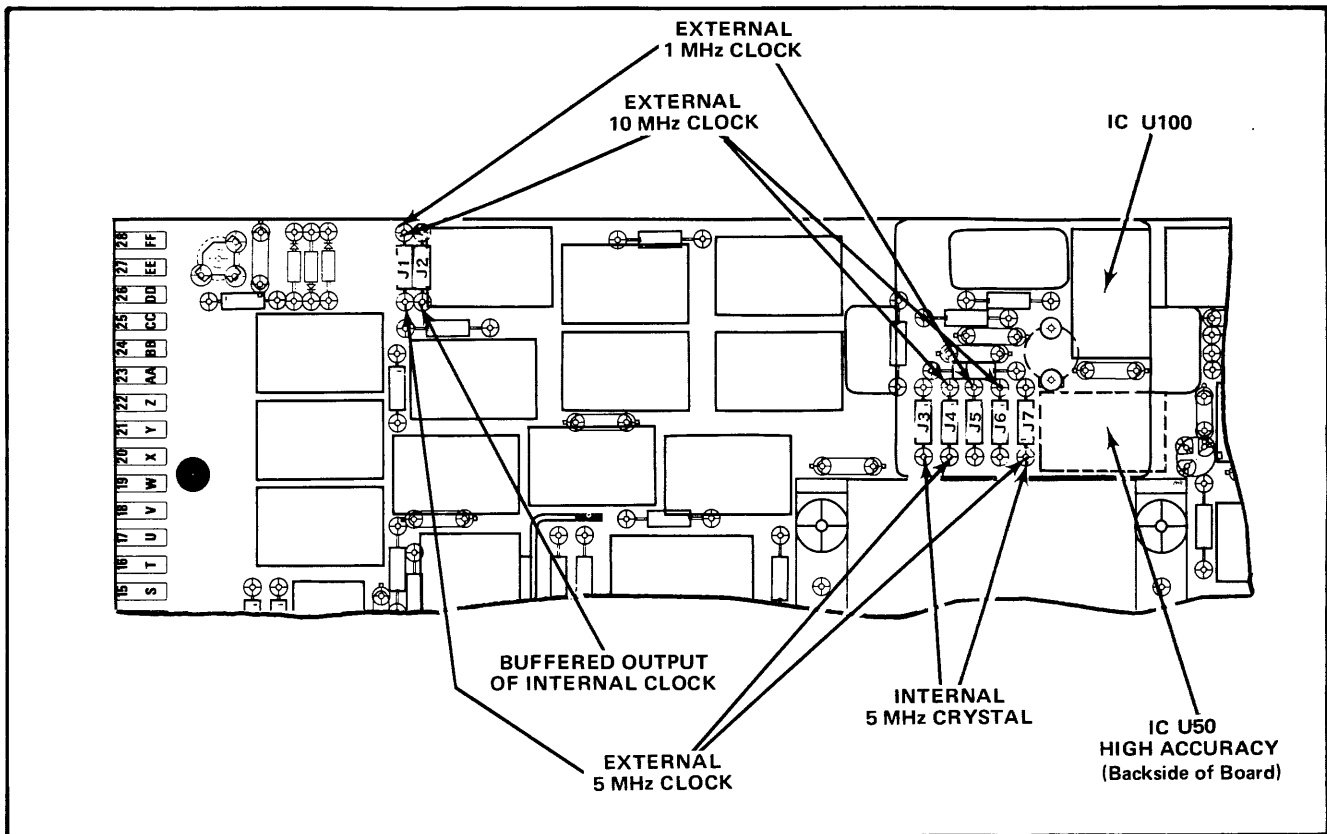 EXTERNAL
1 MHz CLOCK
EXTERNAL
10 MHz CLOCK
IC U100
28 FF
27 EE
26 DD
25 CC
24 BB
23 AA
22 Z
21 Y
20 X
19 W
18 V
17 U
16 T
15 S
J1
J2
J3
J4
J5
J6
J7
BUFFERED OUTPUT
OF INTERNAL CLOCK
INTERNAL
5 MHz CRYSTAL
EXTERNAL
5 MHz CLOCK
IC U50
HIGH ACCURACY
(Backside of Board)